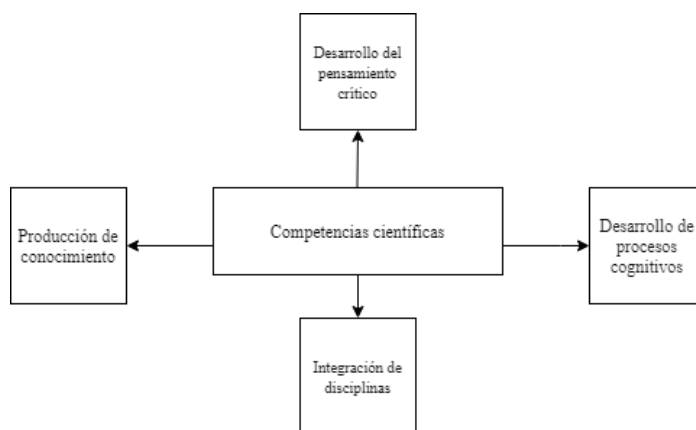 Desarrollo del
pensamiento
crítico
Producción de
conocimiento
Competencias científicas
Desarrollo de
procesos
cognitivos
Integración de
disciplinas